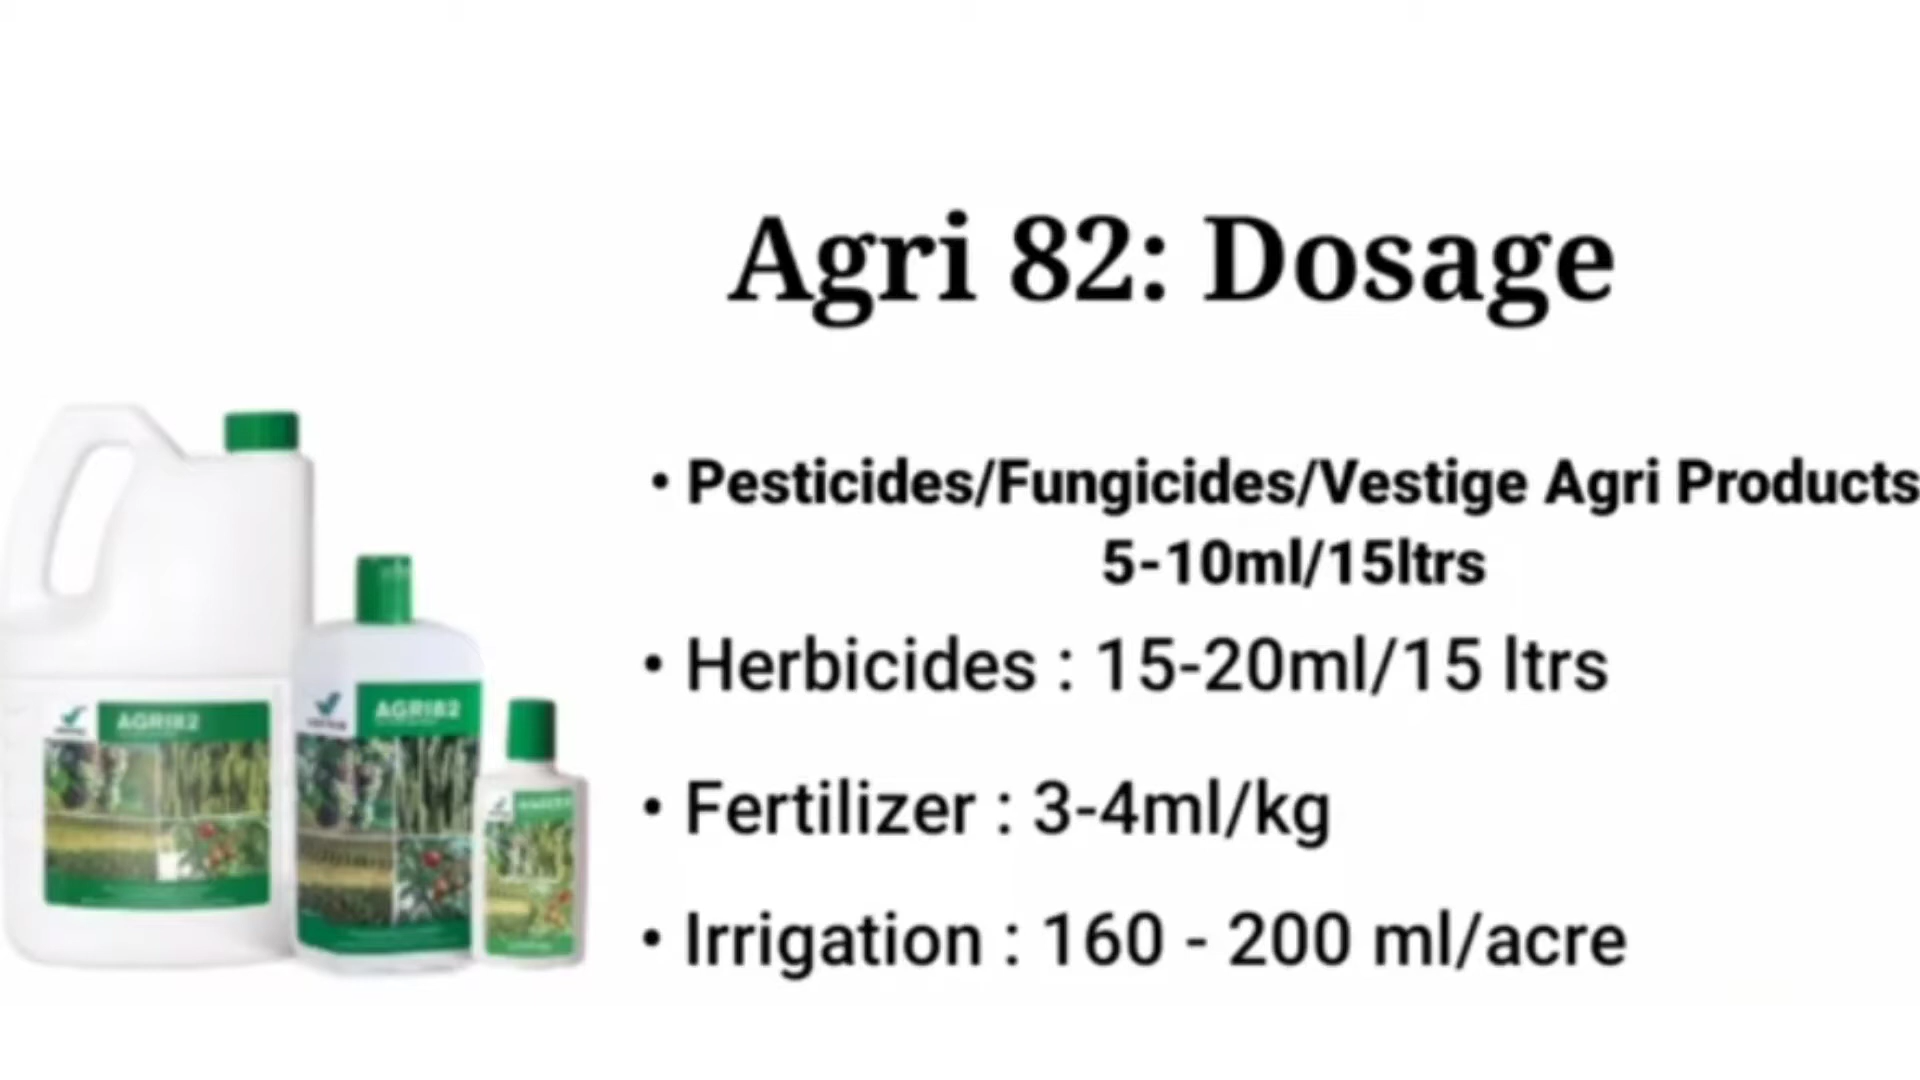 Agri 82: Dosage
• Pesticides/Fungicides/Vestige Agri Products
5-10ml/15ltrs
• Herbicides : 15-20ml/15 ltrs
• Fertilizer : 3-4ml/kg
• Irrigation : 160 - 200 ml/acre
AGRI82
AGRI82